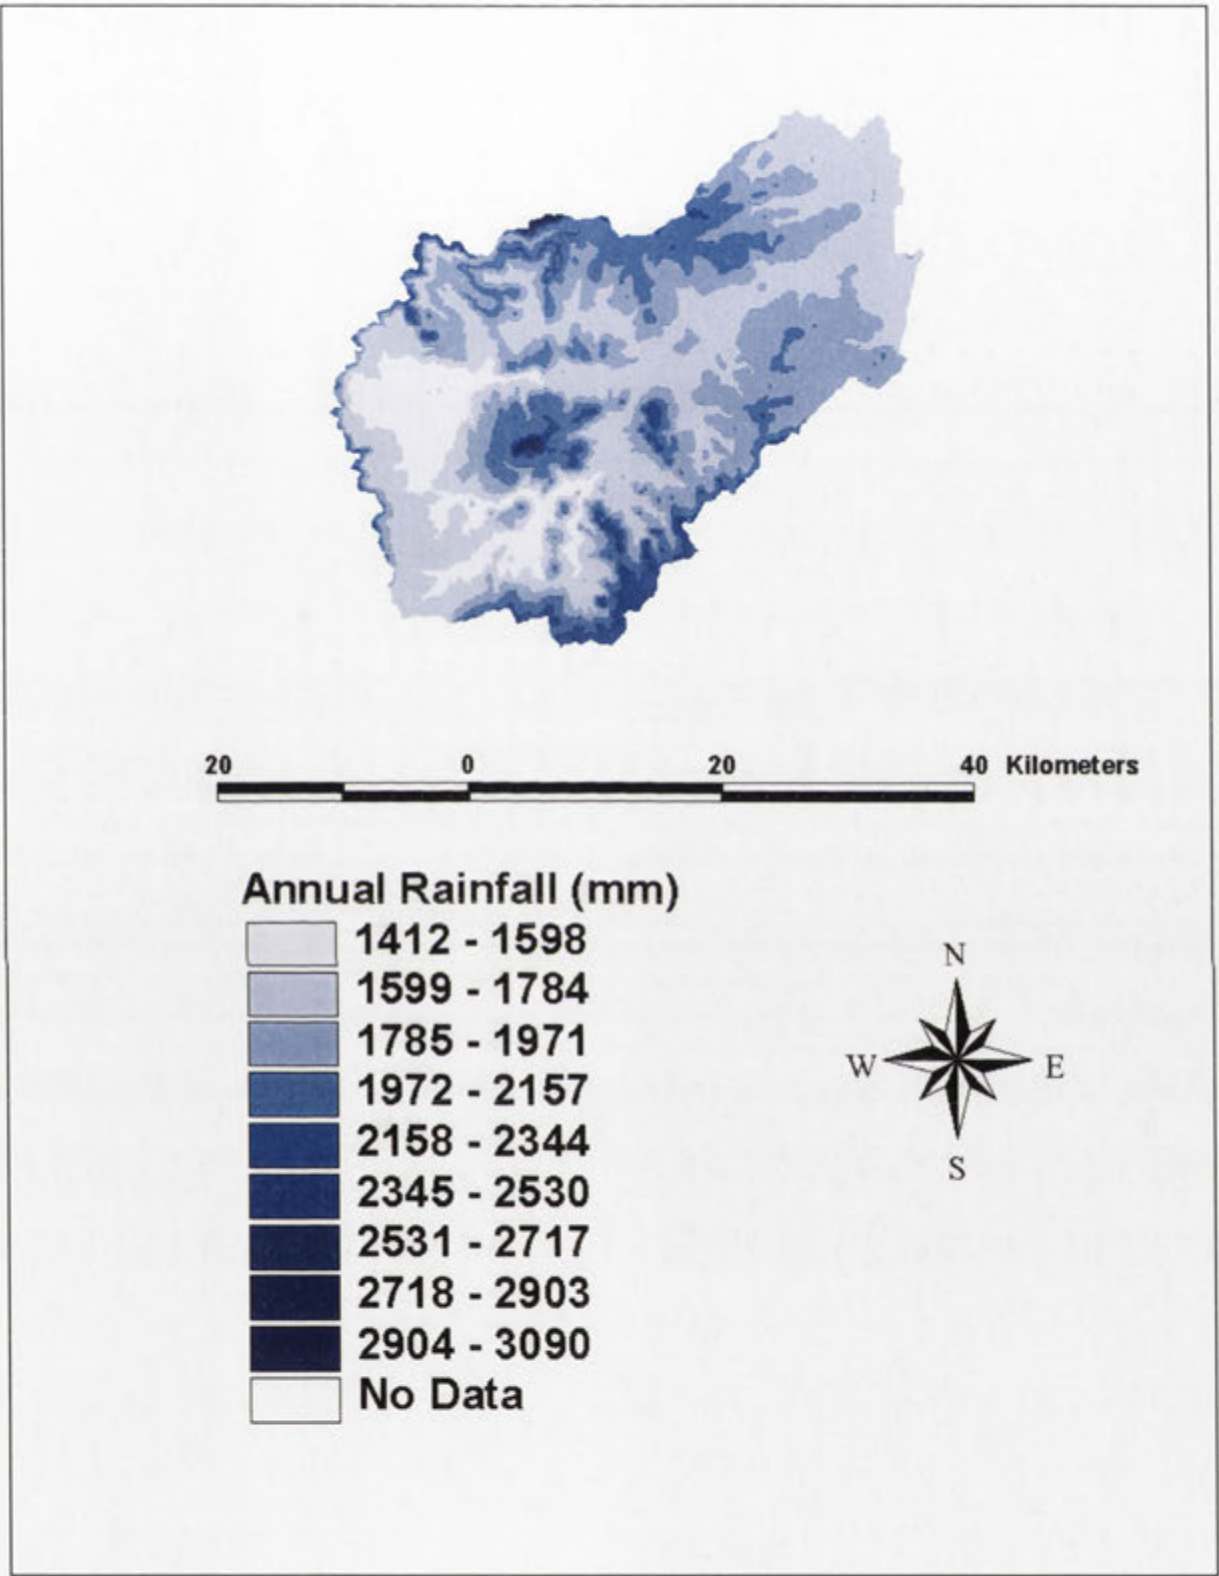 20 0 20 40 Kilometers
Annual Rainfall (mm)
1412 - 1598
1599 - 1784
1785 - 1971
1972 - 2157
2158 - 2344
2345 - 2530
2531 - 2717
2718 - 2903
2904 - 3090
No Data
N
W E
S